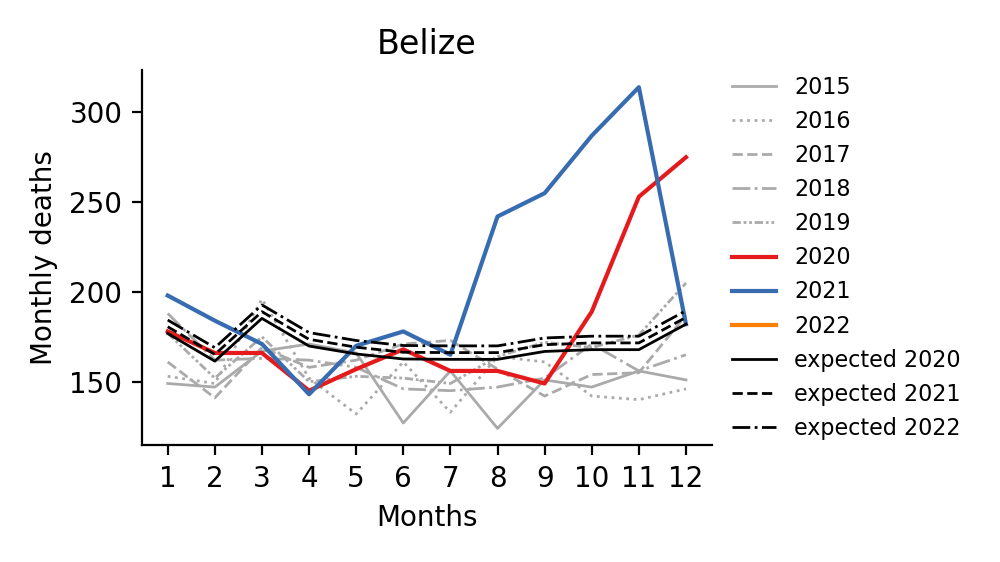 Belize
Monthly deaths
300
250
200
150
1 2 3 4 5 6 7 8 9 10 11 12
Months
2015
2016
2017
2018
2019
2020
2021
2022
expected 2020
expected 2021
expected 2022